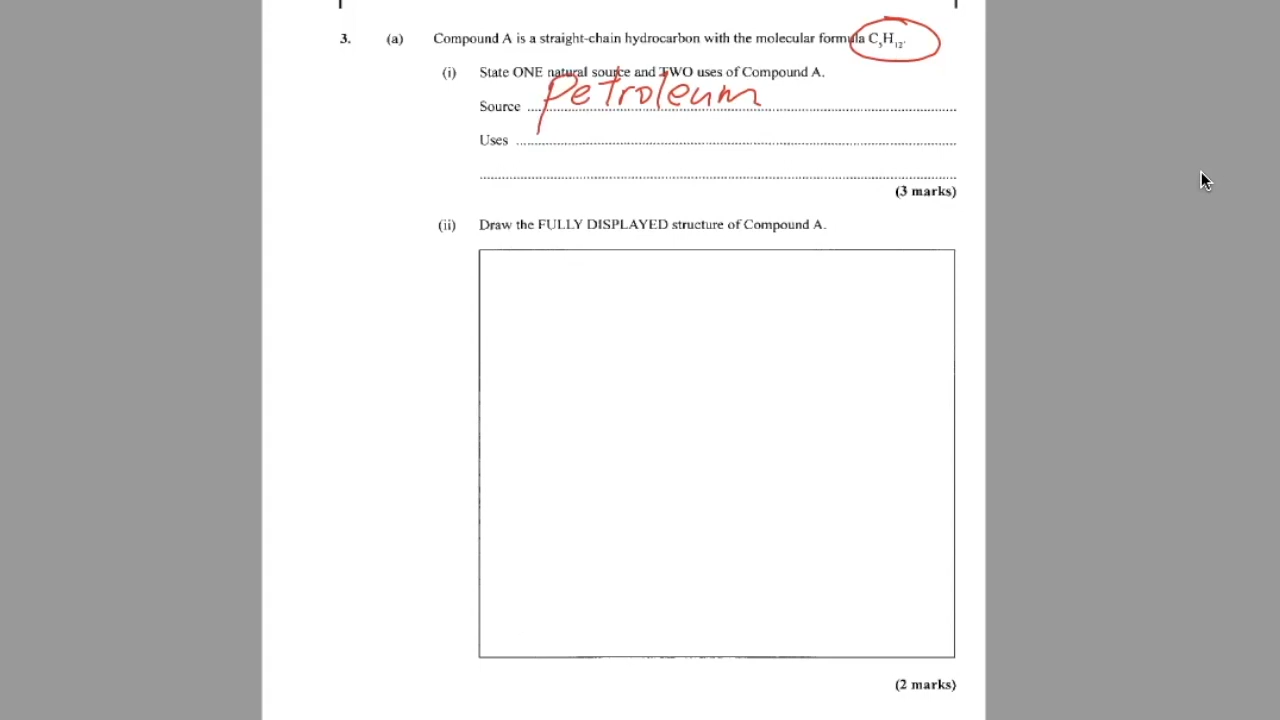 3. (a) Compound A is a straight-chain hydrocarbon with the molecular formula C₅H₁₂.
(i) State ONE natural source and TWO uses of Compound A.
Source petroleum
Uses
(3 marks)
(ii) Draw the FULLY DISPLAYED structure of Compound A.
(2 marks)